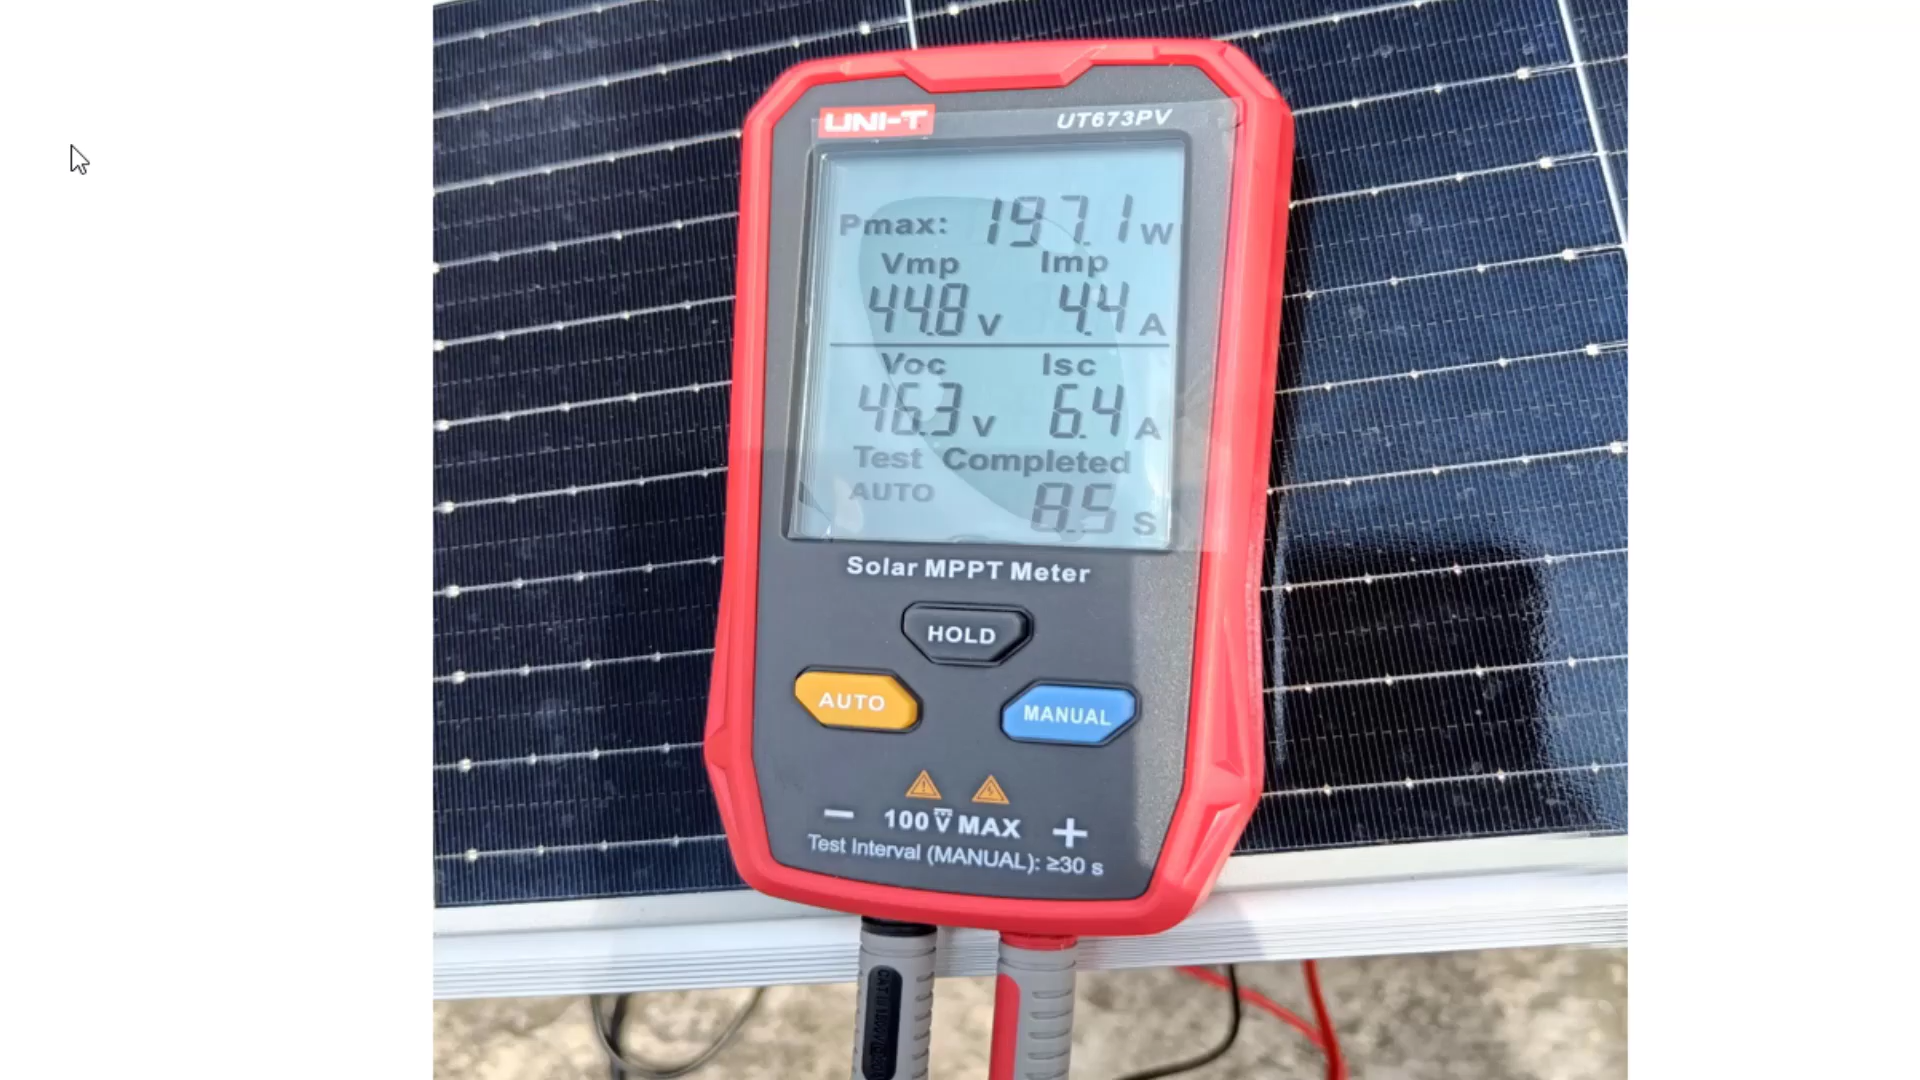 UNI-T UT673PV
Pmax: 197.1 W
Vmp Imp
44.8 V 4.4 A
Voc Isc
46.3 V 6.4 A
Test Completed
AUTO 8.5 S
Solar MPPT Meter
HOLD
AUTO MANUAL
− 100V MAX +
Test Interval (MANUAL): ≥30 s